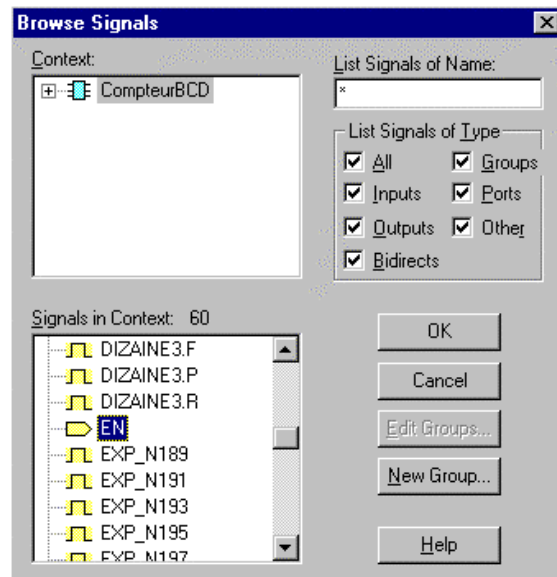 Browse Signals
Context:
CompteurBCD
List Signals of Name:
*
List Signals of Type
All
Groups
Inputs
Ports
Outputs
Other
Bidirects
Signals in Context: 60
DIZAINE3.F
DIZAINE3.P
DIZAINE3.R
EN
EXP_N189
EXP_N191
EXP_N193
EXP_N195
EXP_N197
OK
Cancel
Edit Groups...
New Group...
Help